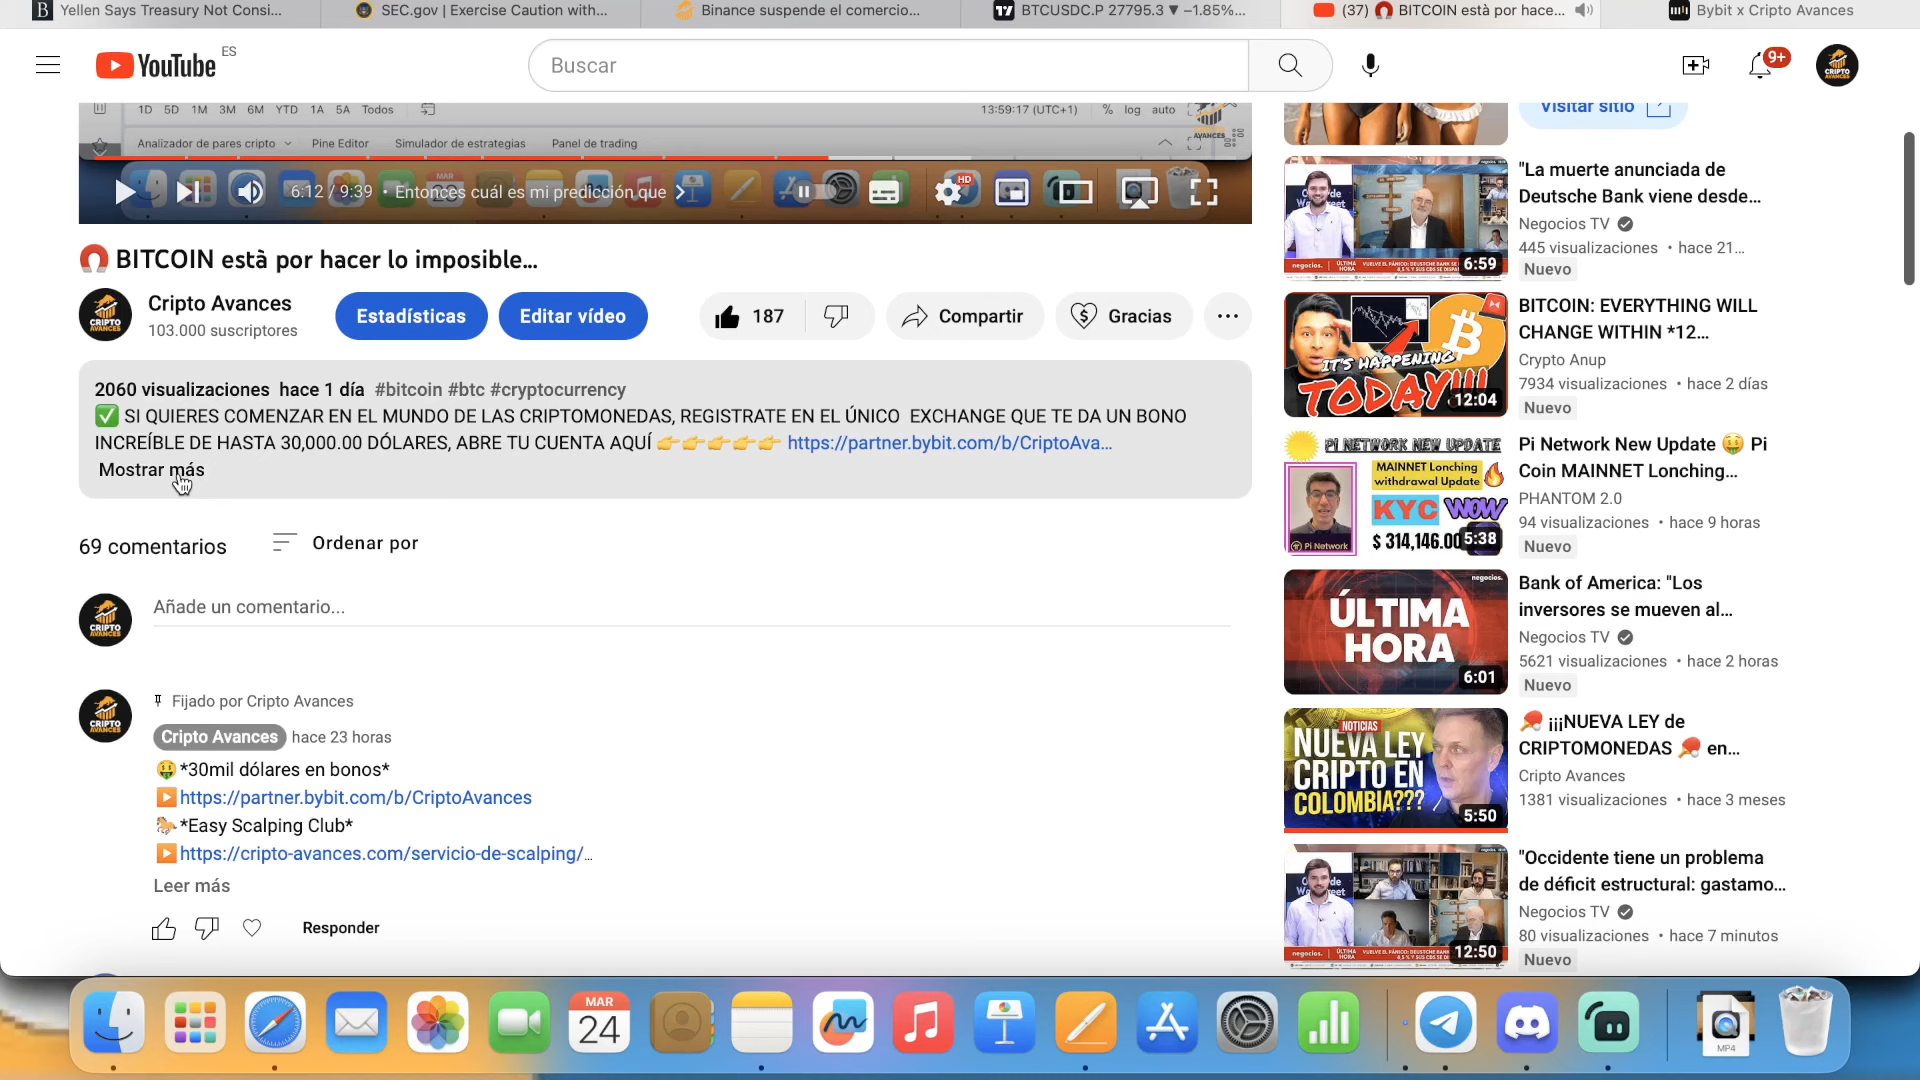 Yellen Says Treasury Not Consi...
SEC.gov | Exercise Caution with...
Binance suspende el comercio...
BTCUSDC.P 27795.3 ▼ −1.85%...
(37) 🧲 BITCOIN està por hace...
Bybit x Cripto Avances
YouTube ES
Buscar
9+
1D 5D 1M 3M 6M YTD 1A 5A Todos
13:59:17 (UTC+1) % log auto
Analizador de pares cripto Pine Editor Simulador de estrategias Panel de trading
6:12 / 9:39 • Entonces cuál es mi predicción que
HD
🧲 BITCOIN està por hacer lo imposible...
Cripto Avances
103.000 suscriptores
Estadísticas
Editar vídeo
187
Compartir
Gracias
2060 visualizaciones hace 1 día #bitcoin #btc #cryptocurrency
✅ SI QUIERES COMENZAR EN EL MUNDO DE LAS CRIPTOMONEDAS, REGISTRATE EN EL ÚNICO EXCHANGE QUE TE DA UN BONO
INCREÍBLE DE HASTA 30,000.00 DÓLARES, ABRE TU CUENTA AQUÍ 👉👉👉👉👉 https://partner.bybit.com/b/CriptoAva...
Mostrar más
69 comentarios
Ordenar por
Añade un comentario...
Fijado por Cripto Avances
Cripto Avances hace 23 horas
🤑*30mil dólares en bonos*
▶️https://partner.bybit.com/b/CriptoAvances
🐎*Easy Scalping Club*
▶️https://cripto-avances.com/servicio-de-scalping/...
Leer más
Responder
Visitar sitio
6:59
"La muerte anunciada de
Deutsche Bank viene desde...
Negocios TV
445 visualizaciones • hace 21...
Nuevo
IT'S HAPPENING
TODAY!!!
12:04
BITCOIN: EVERYTHING WILL
CHANGE WITHIN *12...
Crypto Anup
7934 visualizaciones • hace 2 días
Nuevo
PI NETWORK NEW UPDATE
MAINNET Lonching
withdrawal Update
KYC WOW
Pi Network
$ 314,146.00
5:38
Pi Network New Update 🤑 Pi
Coin MAINNET Lonching...
PHANTOM 2.0
94 visualizaciones • hace 9 horas
Nuevo
negocios.
ÚLTIMA
HORA
6:01
Bank of America: "Los
inversores se mueven al...
Negocios TV
5621 visualizaciones • hace 2 horas
Nuevo
NOTICIAS
NUEVA LEY
CRIPTO EN
COLOMBIA???
5:50
🏓 ¡¡¡NUEVA LEY de
CRIPTOMONEDAS 🏓 en...
Cripto Avances
1381 visualizaciones • hace 3 meses
12:50
"Occidente tiene un problema
de déficit estructural: gastamo...
Negocios TV
80 visualizaciones • hace 7 minutos
Nuevo
MAR
24
MP4